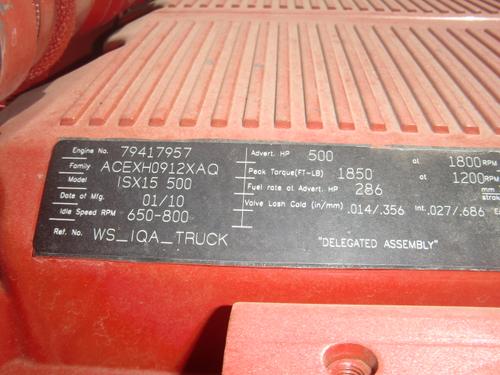 Engine No. 79417957 Advert. HP 500 at 1800 RPM
Family ACEXH0912XAQ Peak Torque(FT-LB) 1850 at 1200 RPM
Model ISX15 500 Fuel rate at Advert. HP 286 mm
strok
Date of Mfg. 01/10 Valve Lash Cold (in/mm) .014/.356 Int. .027/.686
Idle Speed RPM 650-800
Ref. No. WS_IQA_TRUCK "DELEGATED ASSEMBLY"